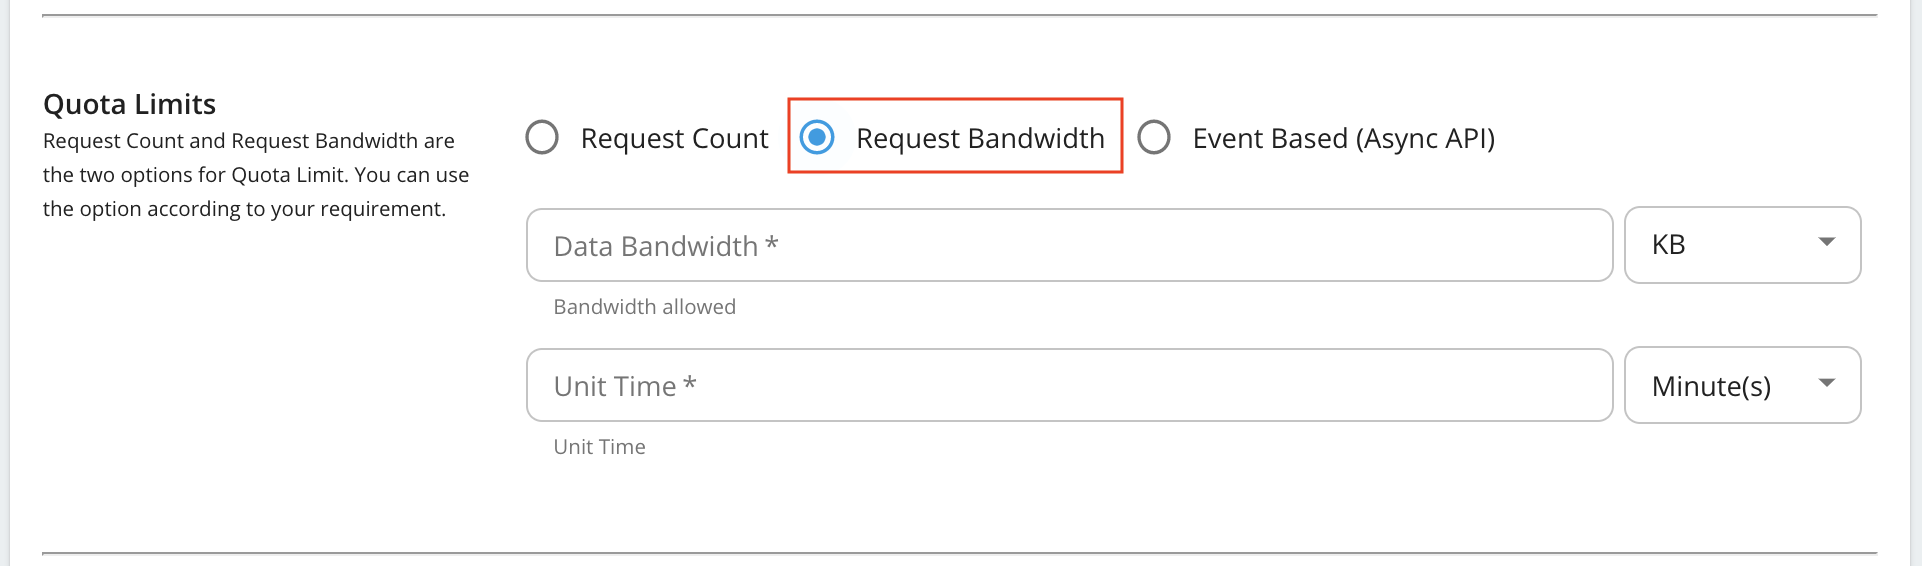 Quota Limits
Request Count and Request Bandwidth are
the two options for Quota Limit. You can use
the option according to your requirement.
Request Count
Request Bandwidth
Event Based (Async API)
Data Bandwidth *
KB
Bandwidth allowed
Unit Time *
Minute(s)
Unit Time